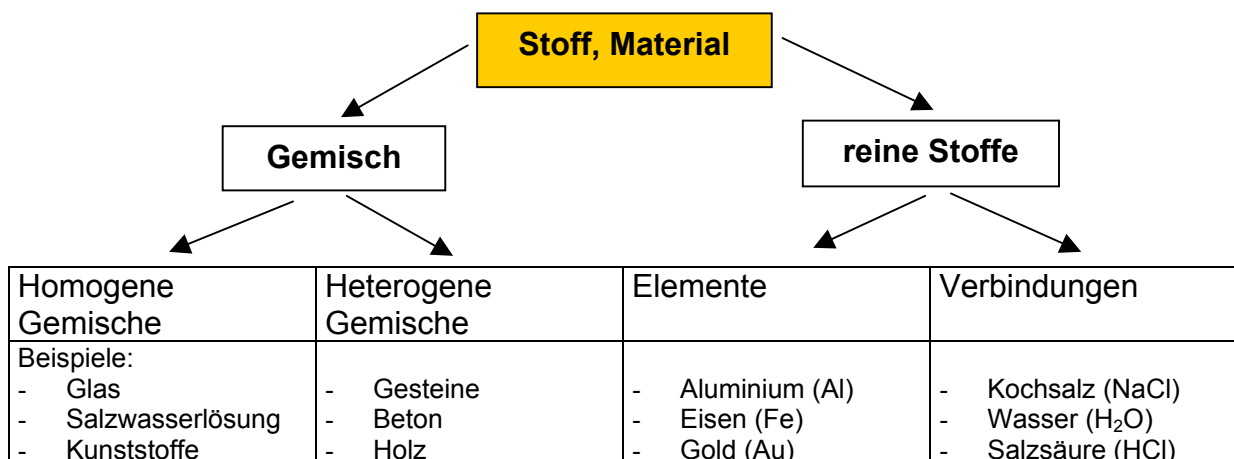 Stoff, Material
Gemisch
reine Stoffe
Homogene
Gemische
Heterogene
Gemische
Elemente
Verbindungen
Beispiele:
- Glas
- Salzwasserlösung
- Kunststoffe
- Gesteine
- Beton
- Holz
- Aluminium (Al)
- Eisen (Fe)
- Gold (Au)
- Kochsalz (NaCl)
- Wasser (H₂O)
- Salzsäure (HCl)